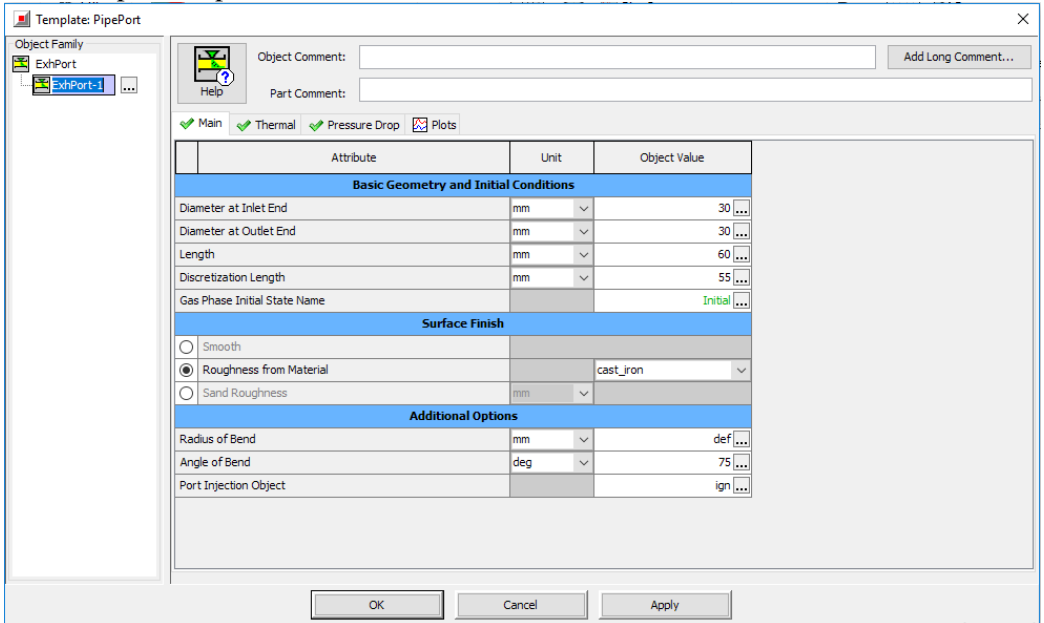 Template: PipePort
Object Family
ExhPort
ExhPort-1
...
Help
Object Comment:
Add Long Comment...
Part Comment:
Main Thermal Pressure Drop Plots
Attribute Unit Object Value
Basic Geometry and Initial Conditions
Diameter at Inlet End mm 30 ...
Diameter at Outlet End mm 30 ...
Length mm 60 ...
Discretization Length mm 55 ...
Gas Phase Initial State Name Initial ...
Surface Finish
Smooth
Roughness from Material cast_iron
Sand Roughness mm
Additional Options
Radius of Bend mm def ...
Angle of Bend deg 75 ...
Port Injection Object ign ...
OK Cancel Apply